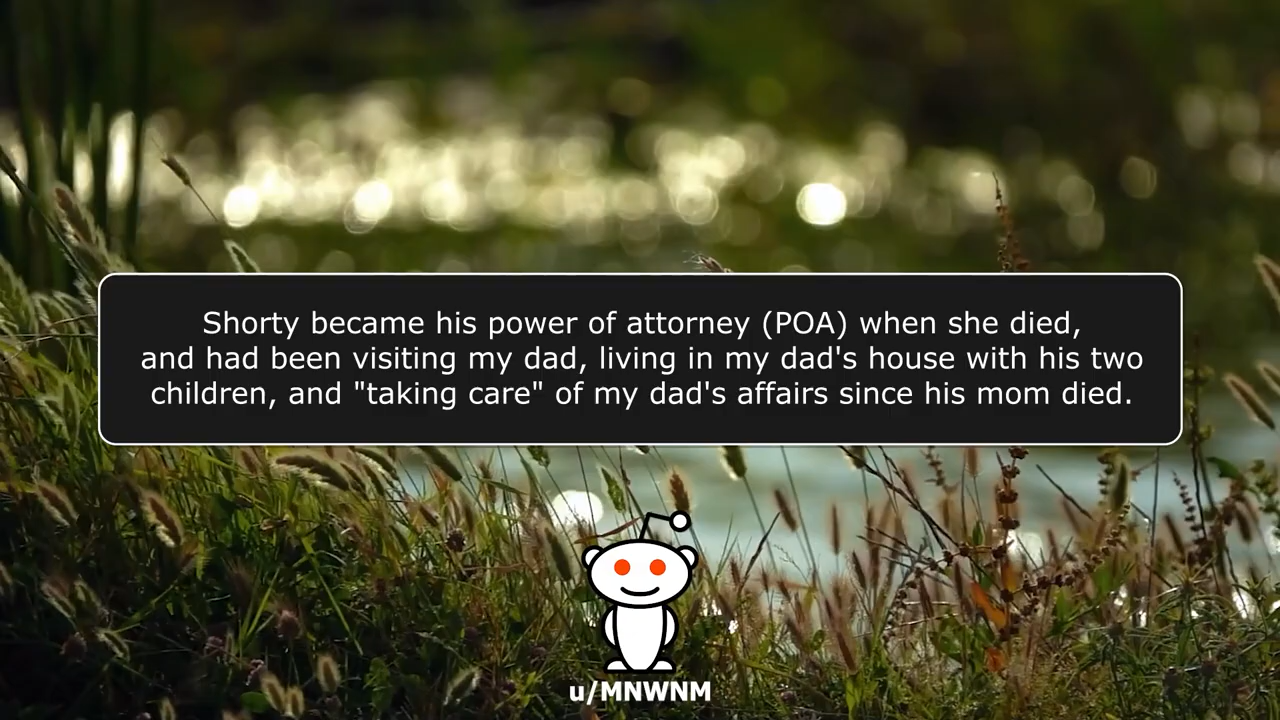 Shorty became his power of attorney (POA) when she died,
and had been visiting my dad, living in my dad's house with his two
children, and "taking care" of my dad's affairs since his mom died.
u/MNWNM